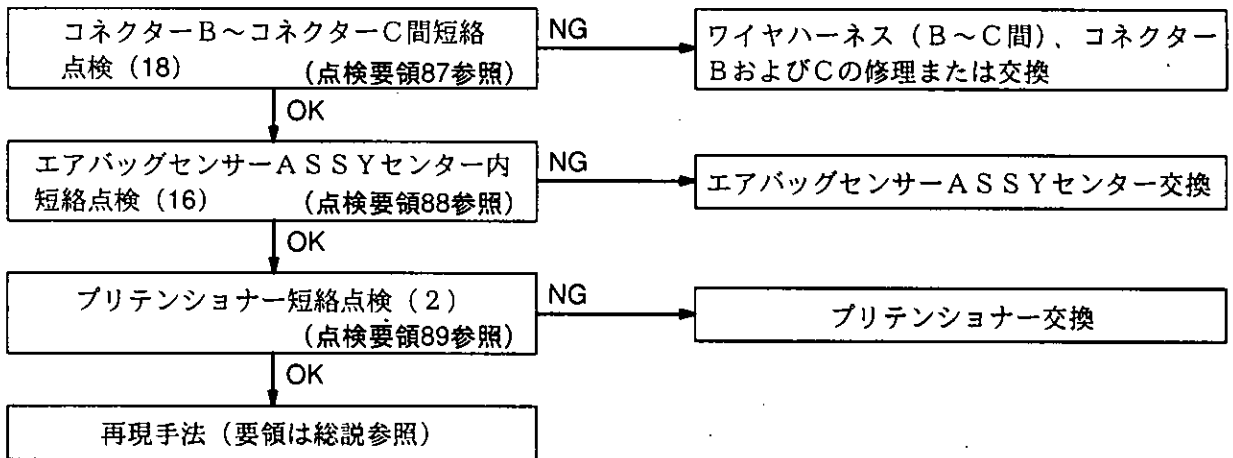 コネクターB～コネクターC間短絡
点検（18）　（点検要領87参照）
NG
ワイヤハーネス（B～C間）、コネクター
BおよびCの修理または交換
OK
エアバッグセンサーASSYセンター内
短絡点検（16）　（点検要領88参照）
NG
エアバッグセンサーASSYセンター交換
OK
プリテンショナー短絡点検（2）
（点検要領89参照）
NG
プリテンショナー交換
OK
再現手法（要領は総説参照）